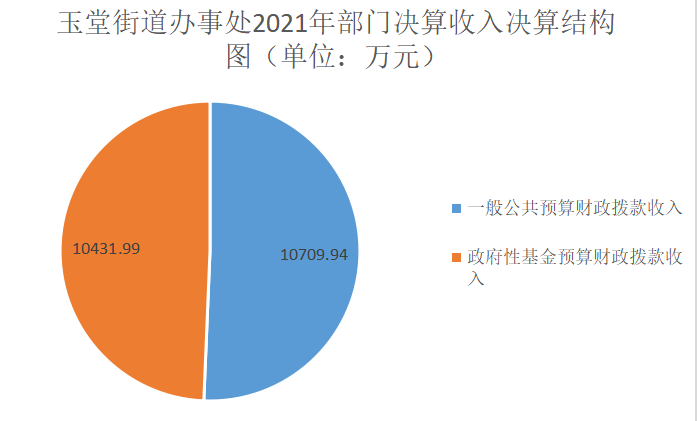 玉堂街道办事处2021年部门决算收入决算结构
图（单位：万元）
10431.99
10709.94
一般公共预算财政拨款收入
政府性基金预算财政拨款收
入